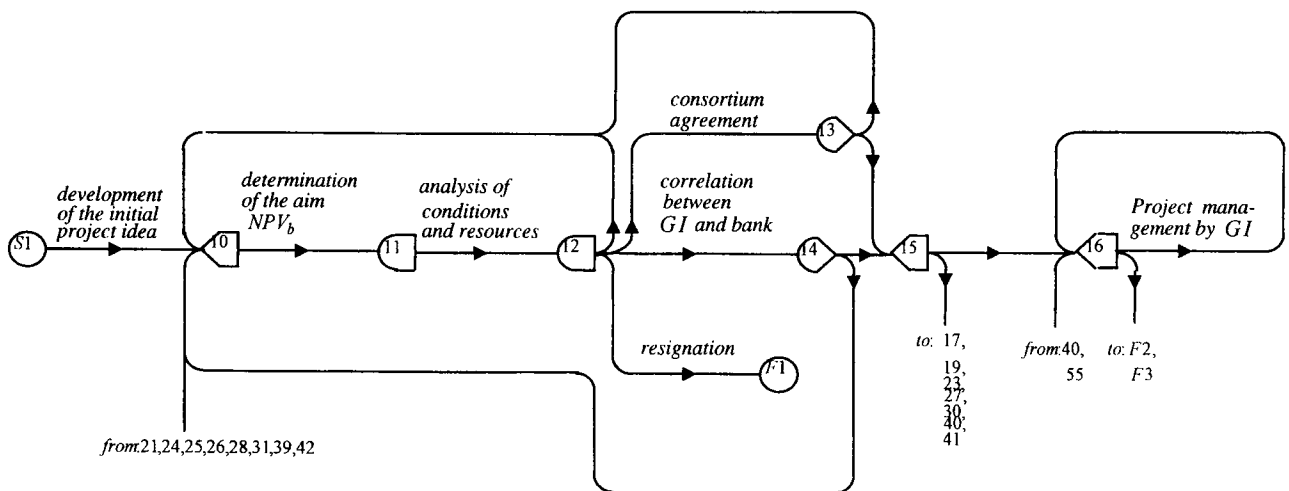 consortium
agreement
13
development
of the initial
project idea
determination
of the aim
NPVb
analysis of
conditions
and resources
correlation
between
GI and bank
Project mana-
gement by GI
S1
10
11
12
14
15
16
resignation
F1
to: 17,
19,
23,
27,
30,
40,
41
from:40,
55
to: F2,
F3
from:21,24,25,26,28,31,39,42